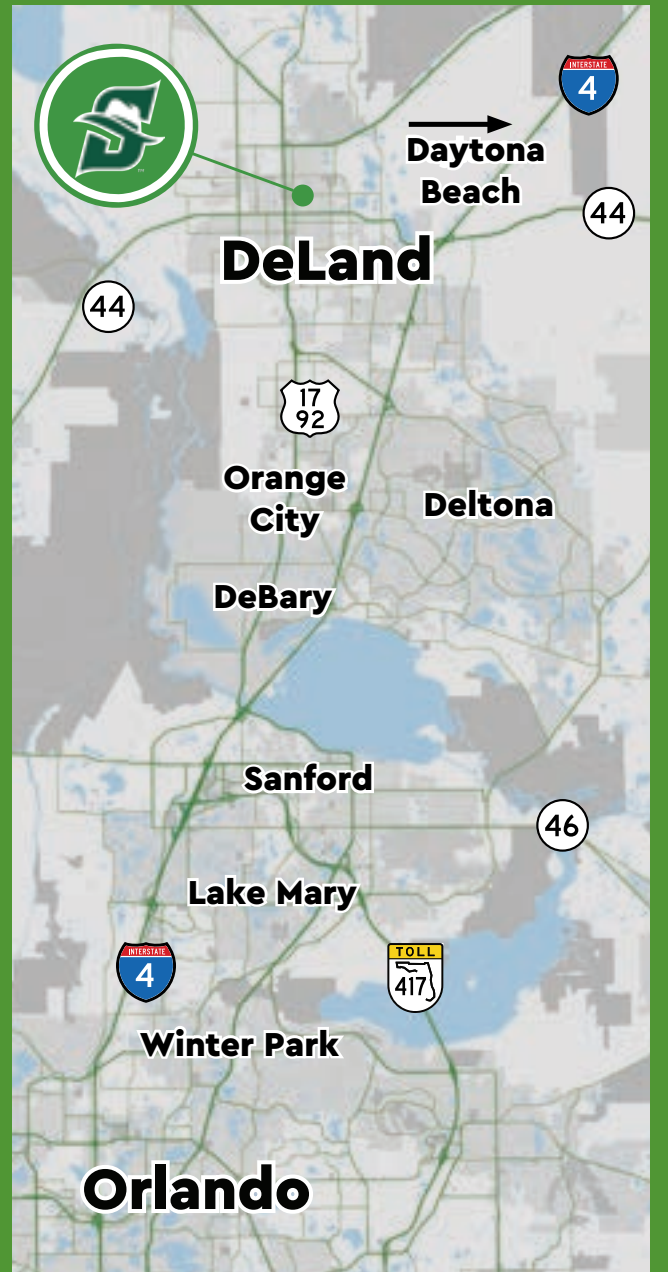 S
™
INTERSTATE
4
Daytona
Beach
44
DeLand
44
17
92
Orange
City
Deltona
DeBary
Sanford
46
Lake Mary
INTERSTATE
4
TOLL
417
Winter Park
Orlando